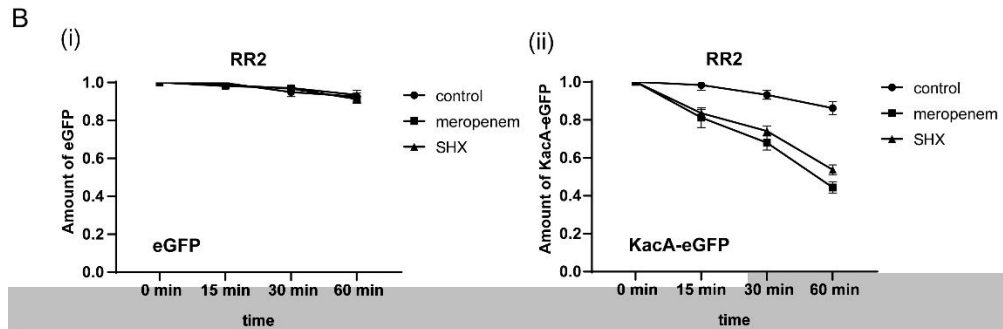 B
(i)
RR2
Amount of eGFP
1.0
0.8
0.6
0.4
0.2
0.0
control
meropenem
SHX
eGFP
0 min 15 min 30 min 60 min
time
(ii)
RR2
Amount of KacA-eGFP
1.0
0.8
0.6
0.4
0.2
0.0
control
meropenem
SHX
KacA-eGFP
0 min 15 min 30 min 60 min
time